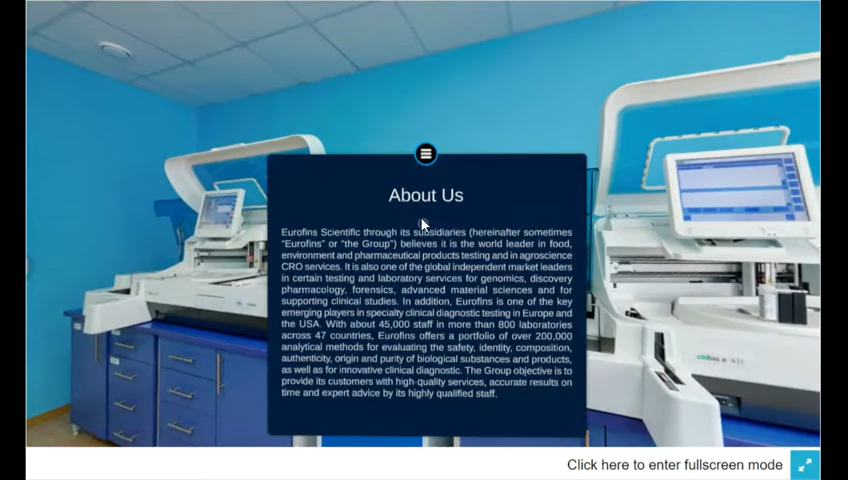 About Us
Eurofins Scientific through its subsidiaries (hereinafter sometimes
"Eurofins" or "the Group") believes it is the world leader in food,
environment and pharmaceutical products testing and in agroscience
CRO services. It is also one of the global independent market leaders
in certain testing and laboratory services for genomics, discovery
pharmacology, forensics, advanced material sciences and for
supporting clinical studies. In addition, Eurofins is one of the key
emerging players in specialty clinical diagnostic testing in Europe and
the USA. With about 45,000 staff in more than 800 laboratories
across 47 countries, Eurofins offers a portfolio of over 200,000
analytical methods for evaluating the safety, identity, composition,
authenticity, origin and purity of biological substances and products,
as well as for innovative clinical diagnostic. The Group objective is to
provide its customers with high-quality services, accurate results on
time and expert advice by its highly qualified staff.
cobas e 411
Click here to enter fullscreen mode